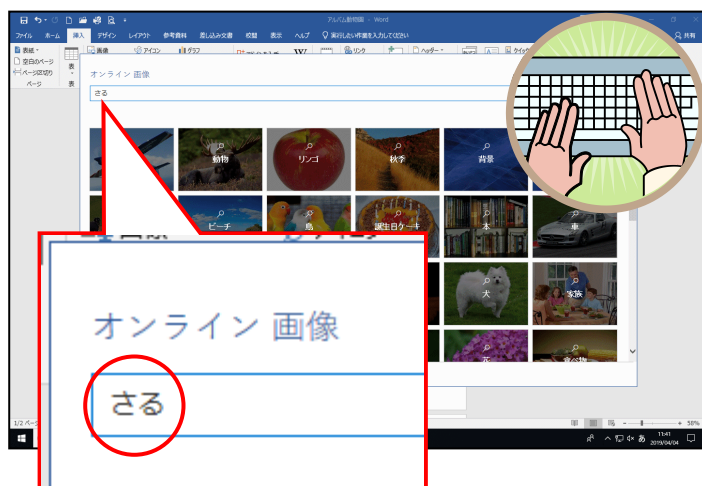 アルバム動物園 - Word
ファイル ホーム 挿入 デザイン レイアウト 参考資料 差し込み文書 校閲 表示 ヘルプ 実行したい作業を入力してください 共有
表紙
空白のページ
ページ区切り
ページ
表
表
画像 アイコン グラフ リンク ヘッダー
オンライン 画像
さる
動物 リンゴ 秋季 背景
ビーチ 鳥 誕生日ケーキ 本 車
犬 家族
花 食べ物
オンライン 画像
さる
1/2 ペー
58%
あ 11:41
2019/04/04